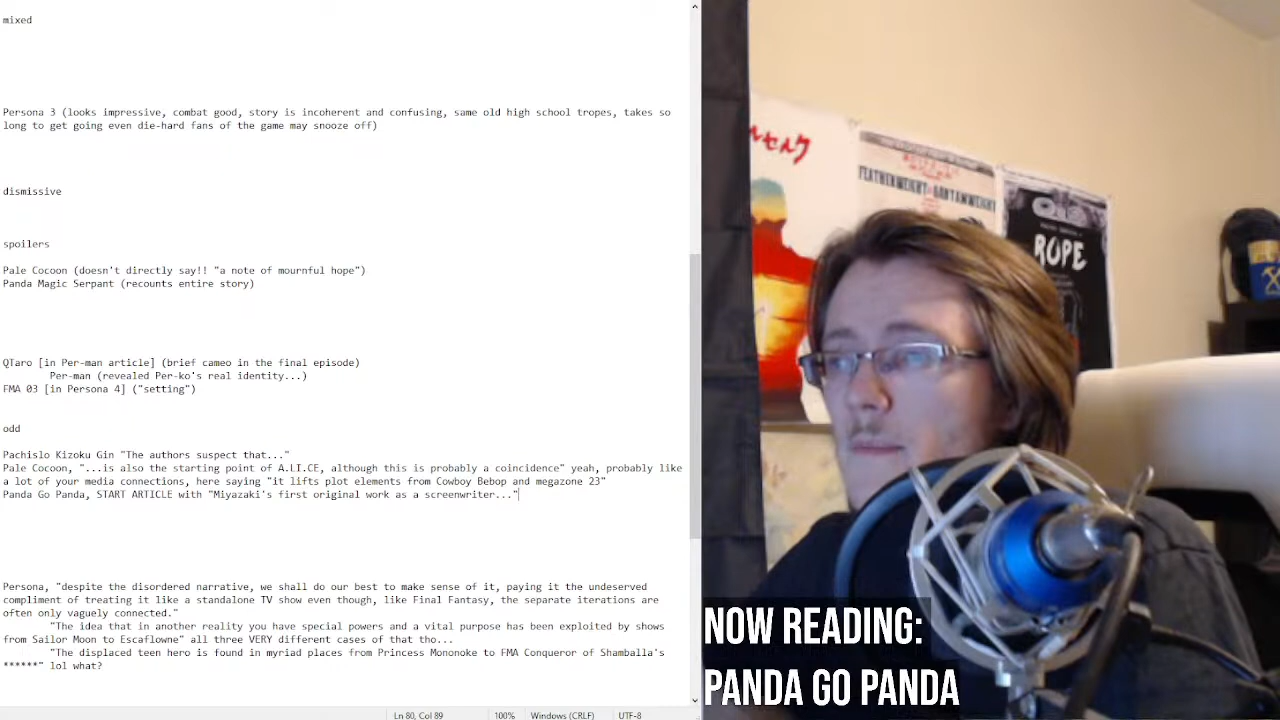 mixed
Persona 3 (looks impressive, combat good, story is incoherent and confusing, same old high school tropes, takes so
long to get going even die-hard fans of the game may snooze off)
dismissive
spoilers
Pale Cocoon (doesn't directly say!! "a note of mournful hope")
Panda Magic Serpant (recounts entire story)
QTaro [in Per-man article] (brief cameo in the final episode)
Per-man (revealed Per-ko's real identity...)
FMA 03 [in Persona 4] ("setting")
odd
Pachislo Kizoku Gin "The authors suspect that..."
Pale Cocoon, "...is also the starting point of A.LI.CE, although this is probably a coincidence" yeah, probably like
a lot of your media connections, here saying "it lifts plot elements from Cowboy Bebop and megazone 23"
Panda Go Panda, START ARTICLE with "Miyazaki's first original work as a screenwriter..."
Persona, "despite the disordered narrative, we shall do our best to make sense of it, paying it the undeserved
compliment of treating it like a standalone TV show even though, like Final Fantasy, the separate iterations are
often only vaguely connected."
"The idea that in another reality you have special powers and a vital purpose has been exploited by shows
from Sailor Moon to Escaflowne" all three VERY different cases of that tho...
"The displaced teen hero is found in myriad places from Princess Mononoke to FMA Conqueror of Shamballa's
******" lol what?
Ln 80, Col 89
100%
Windows (CRLF)
UTF-8
ルセルク
FEATHERWEIGHT BANTAMWEIGHT
ROPE
NOW READING:
PANDA GO PANDA